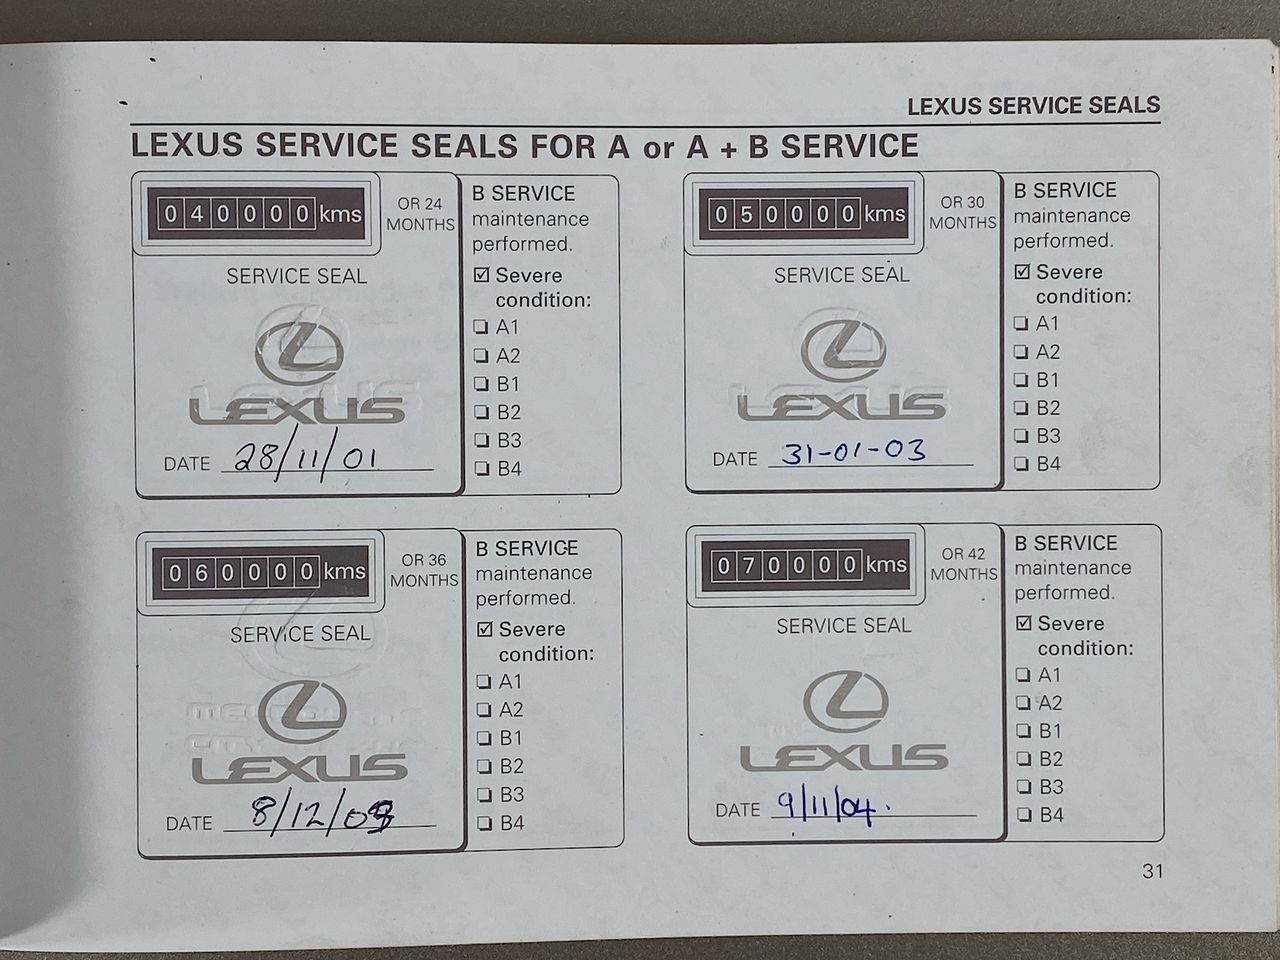 LEXUS SERVICE SEALS
LEXUS SERVICE SEALS FOR A or A + B SERVICE
040000 kms
OR 24
MONTHS
SERVICE SEAL
LEXUS
DATE 28/11/01
B SERVICE
maintenance
performed.
☑ Severe
condition:
❏ A1
❏ A2
❏ B1
❏ B2
❏ B3
❏ B4
050000 kms
OR 30
MONTHS
SERVICE SEAL
LEXUS
DATE 31-01-03
B SERVICE
maintenance
performed.
☑ Severe
condition:
❏ A1
❏ A2
❏ B1
❏ B2
❏ B3
❏ B4
060000 kms
OR 36
MONTHS
SERVICE SEAL
MELBOURNE
CITY
LEXUS
DATE 8/12/03
B SERVICE
maintenance
performed.
☑ Severe
condition:
❏ A1
❏ A2
❏ B1
❏ B2
❏ B3
❏ B4
070000 kms
OR 42
MONTHS
SERVICE SEAL
LEXUS
DATE 9/11/04.
B SERVICE
maintenance
performed.
☑ Severe
condition:
❏ A1
❏ A2
❏ B1
❏ B2
❏ B3
❏ B4
31